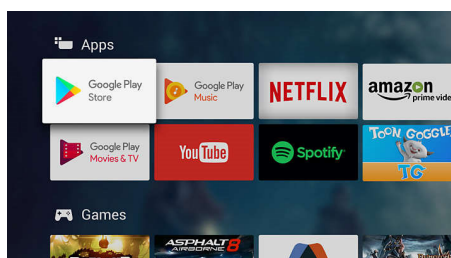 Apps
Google Play
Store
Google Play
Music
NETFLIX
amazon
prime vide
Google Play
Movies & TV
YouTube
Spotify
TOON GOGGLE
TG
Games
ASPHALT 8
AIRBORNE